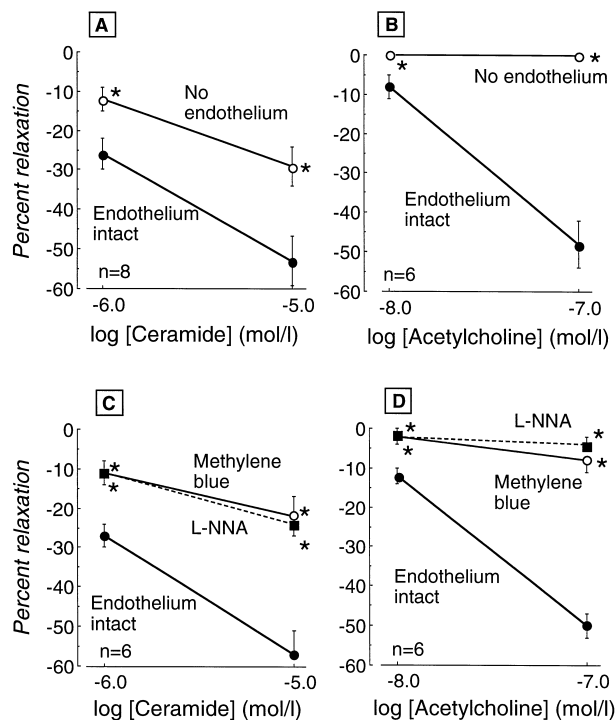 A
0
-10
-20
-30
-40
-50
-60
Percent relaxation
*
No
endothelium
*
Endothelium
intact
n=8
-6.0
-5.0
log [Ceramide] (mol/l)
B
0
-10
-20
-30
-40
-50
-60
*
*
No endothelium
Endothelium
intact
n=6
-8.0
-7.0
log [Acetylcholine] (mol/l)
C
0
-10
-20
-30
-40
-50
-60
Percent relaxation
*
*
Methylene
blue
*
L-NNA
*
Endothelium
intact
n=6
-6.0
-5.0
log [Ceramide] (mol/l)
D
0
-10
-20
-30
-40
-50
-60
L-NNA
*
*
*
*
Methylene
blue
Endothelium
intact
n=6
-8.0
-7.0
log [Acetylcholine] (mol/l)